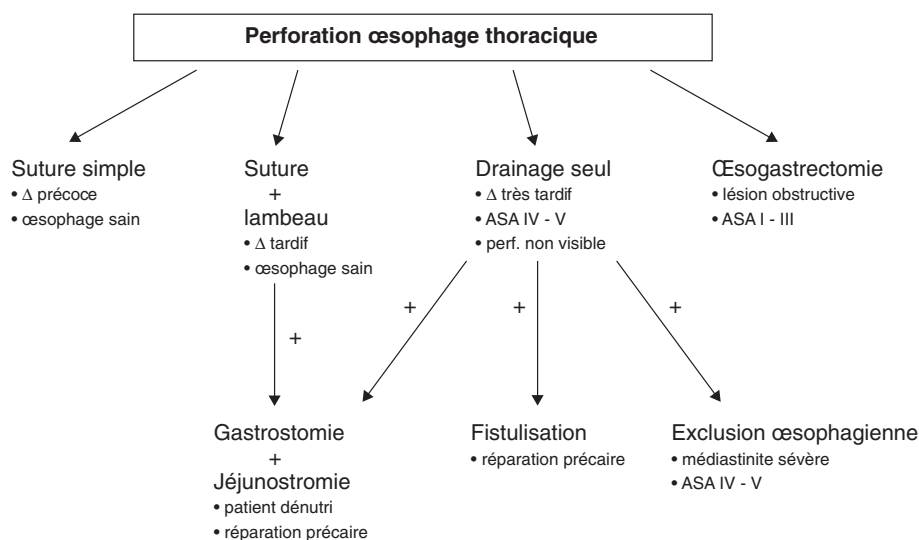 Perforation œsophage thoracique
Suture simple
• Δ précoce
• œsophage sain
Suture
+
lambeau
• Δ tardif
• œsophage sain
Drainage seul
• Δ très tardif
• ASA IV - V
• perf. non visible
Œsogastrectomie
• lésion obstructive
• ASA I - III
+
+
+
+
Gastrostomie
+
Jéjunostromie
• patient dénutri
• réparation précaire
Fistulisation
• réparation précaire
Exclusion œsophagienne
• médiastinite sévère
• ASA IV - V